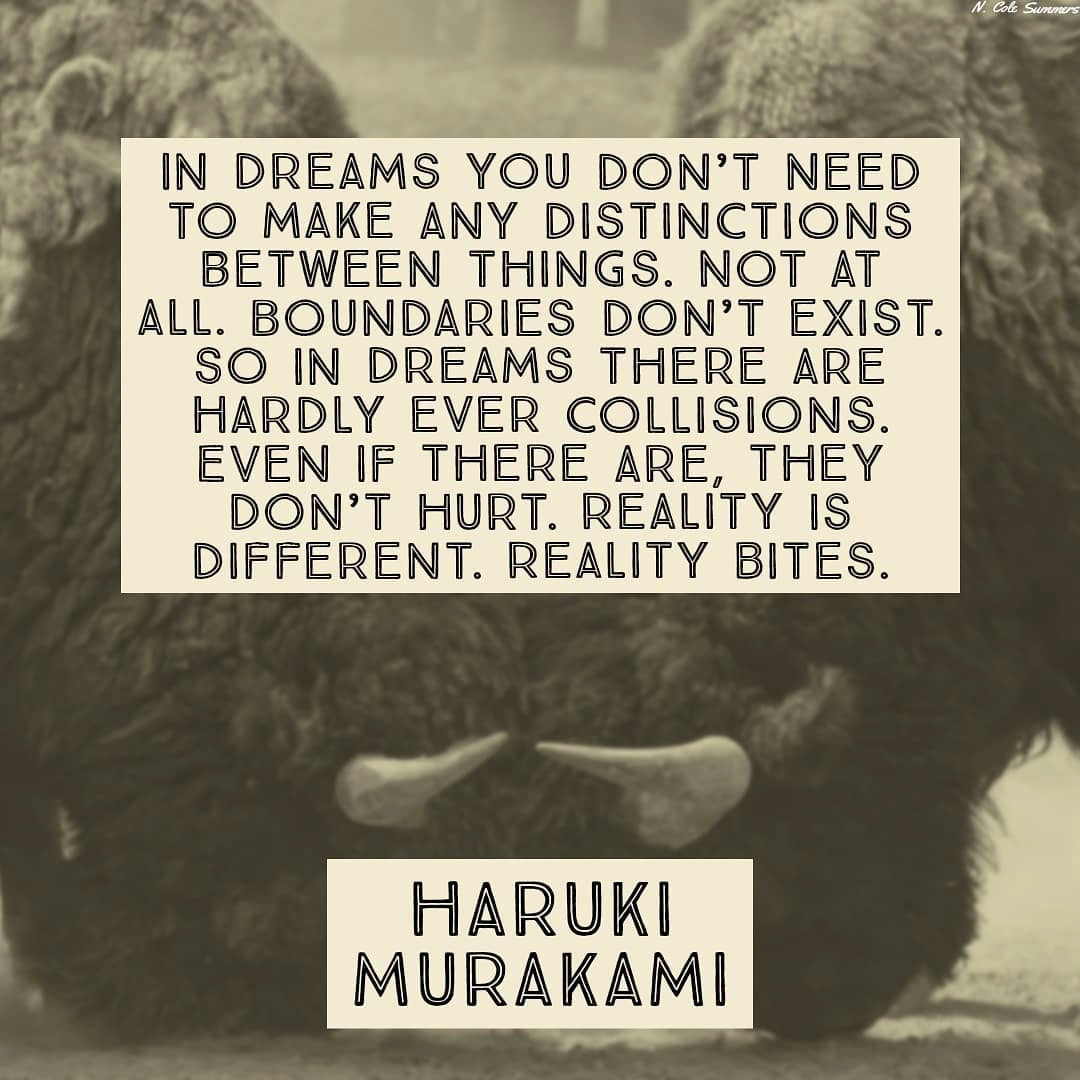 N. Cole Summers
IN DREAMS YOU DON'T NEED
TO MAKE ANY DISTINCTIONS
BETWEEN THINGS. NOT AT
ALL. BOUNDARIES DON'T EXIST.
SO IN DREAMS THERE ARE
HARDLY EVER COLLISIONS.
EVEN IF THERE ARE, THEY
DON'T HURT. REALITY IS
DIFFERENT. REALITY BITES.
HARUKI
MURAKAMI